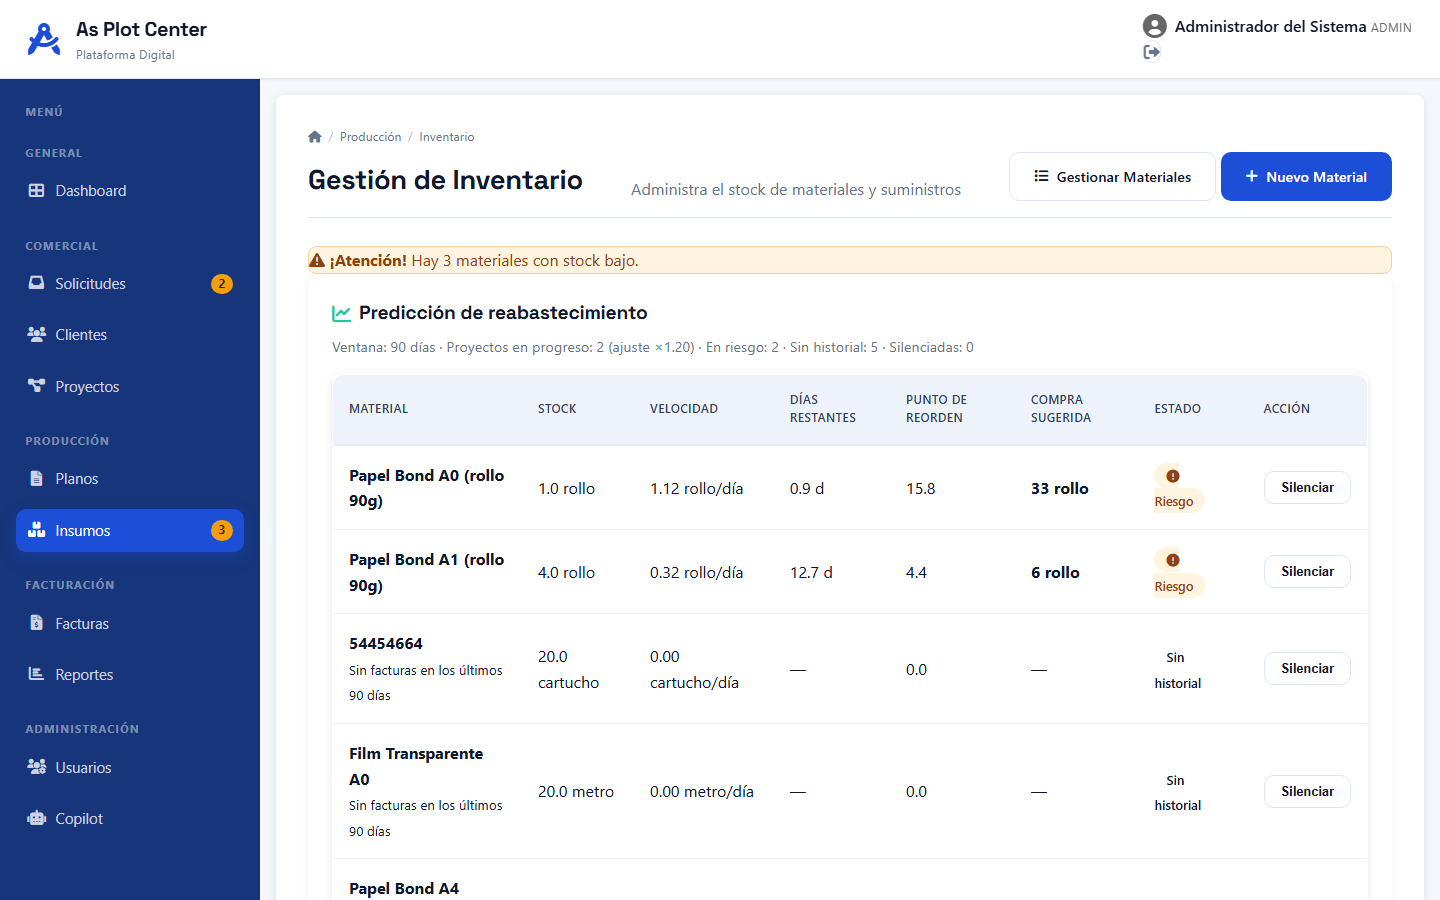 As Plot Center
Plataforma Digital
Administrador del Sistema ADMIN
MENÚ
GENERAL
Dashboard
COMERCIAL
Solicitudes 2
Clientes
Proyectos
PRODUCCIÓN
Planos
Insumos 3
FACTURACIÓN
Facturas
Reportes
ADMINISTRACIÓN
Usuarios
Copilot
/ Producción / Inventario
Gestión de Inventario
Administra el stock de materiales y suministros
Gestionar Materiales
+ Nuevo Material
¡Atención! Hay 3 materiales con stock bajo.
Predicción de reabastecimiento
Ventana: 90 días · Proyectos en progreso: 2 (ajuste ×1.20) · En riesgo: 2 · Sin historial: 5 · Silenciadas: 0
MATERIAL
STOCK
VELOCIDAD
DÍAS
RESTANTES
PUNTO DE
REORDEN
COMPRA
SUGERIDA
ESTADO
ACCIÓN
Papel Bond A0 (rollo
90g)
1.0 rollo
1.12 rollo/día
0.9 d
15.8
33 rollo
Riesgo
Silenciar
Papel Bond A1 (rollo
90g)
4.0 rollo
0.32 rollo/día
12.7 d
4.4
6 rollo
Riesgo
Silenciar
54454664
Sin facturas en los últimos
90 días
20.0
cartucho
0.00
cartucho/día
—
0.0
—
Sin
historial
Silenciar
Film Transparente
A0
Sin facturas en los últimos
90 días
20.0 metro
0.00 metro/día
—
0.0
—
Sin
historial
Silenciar
Papel Bond A4